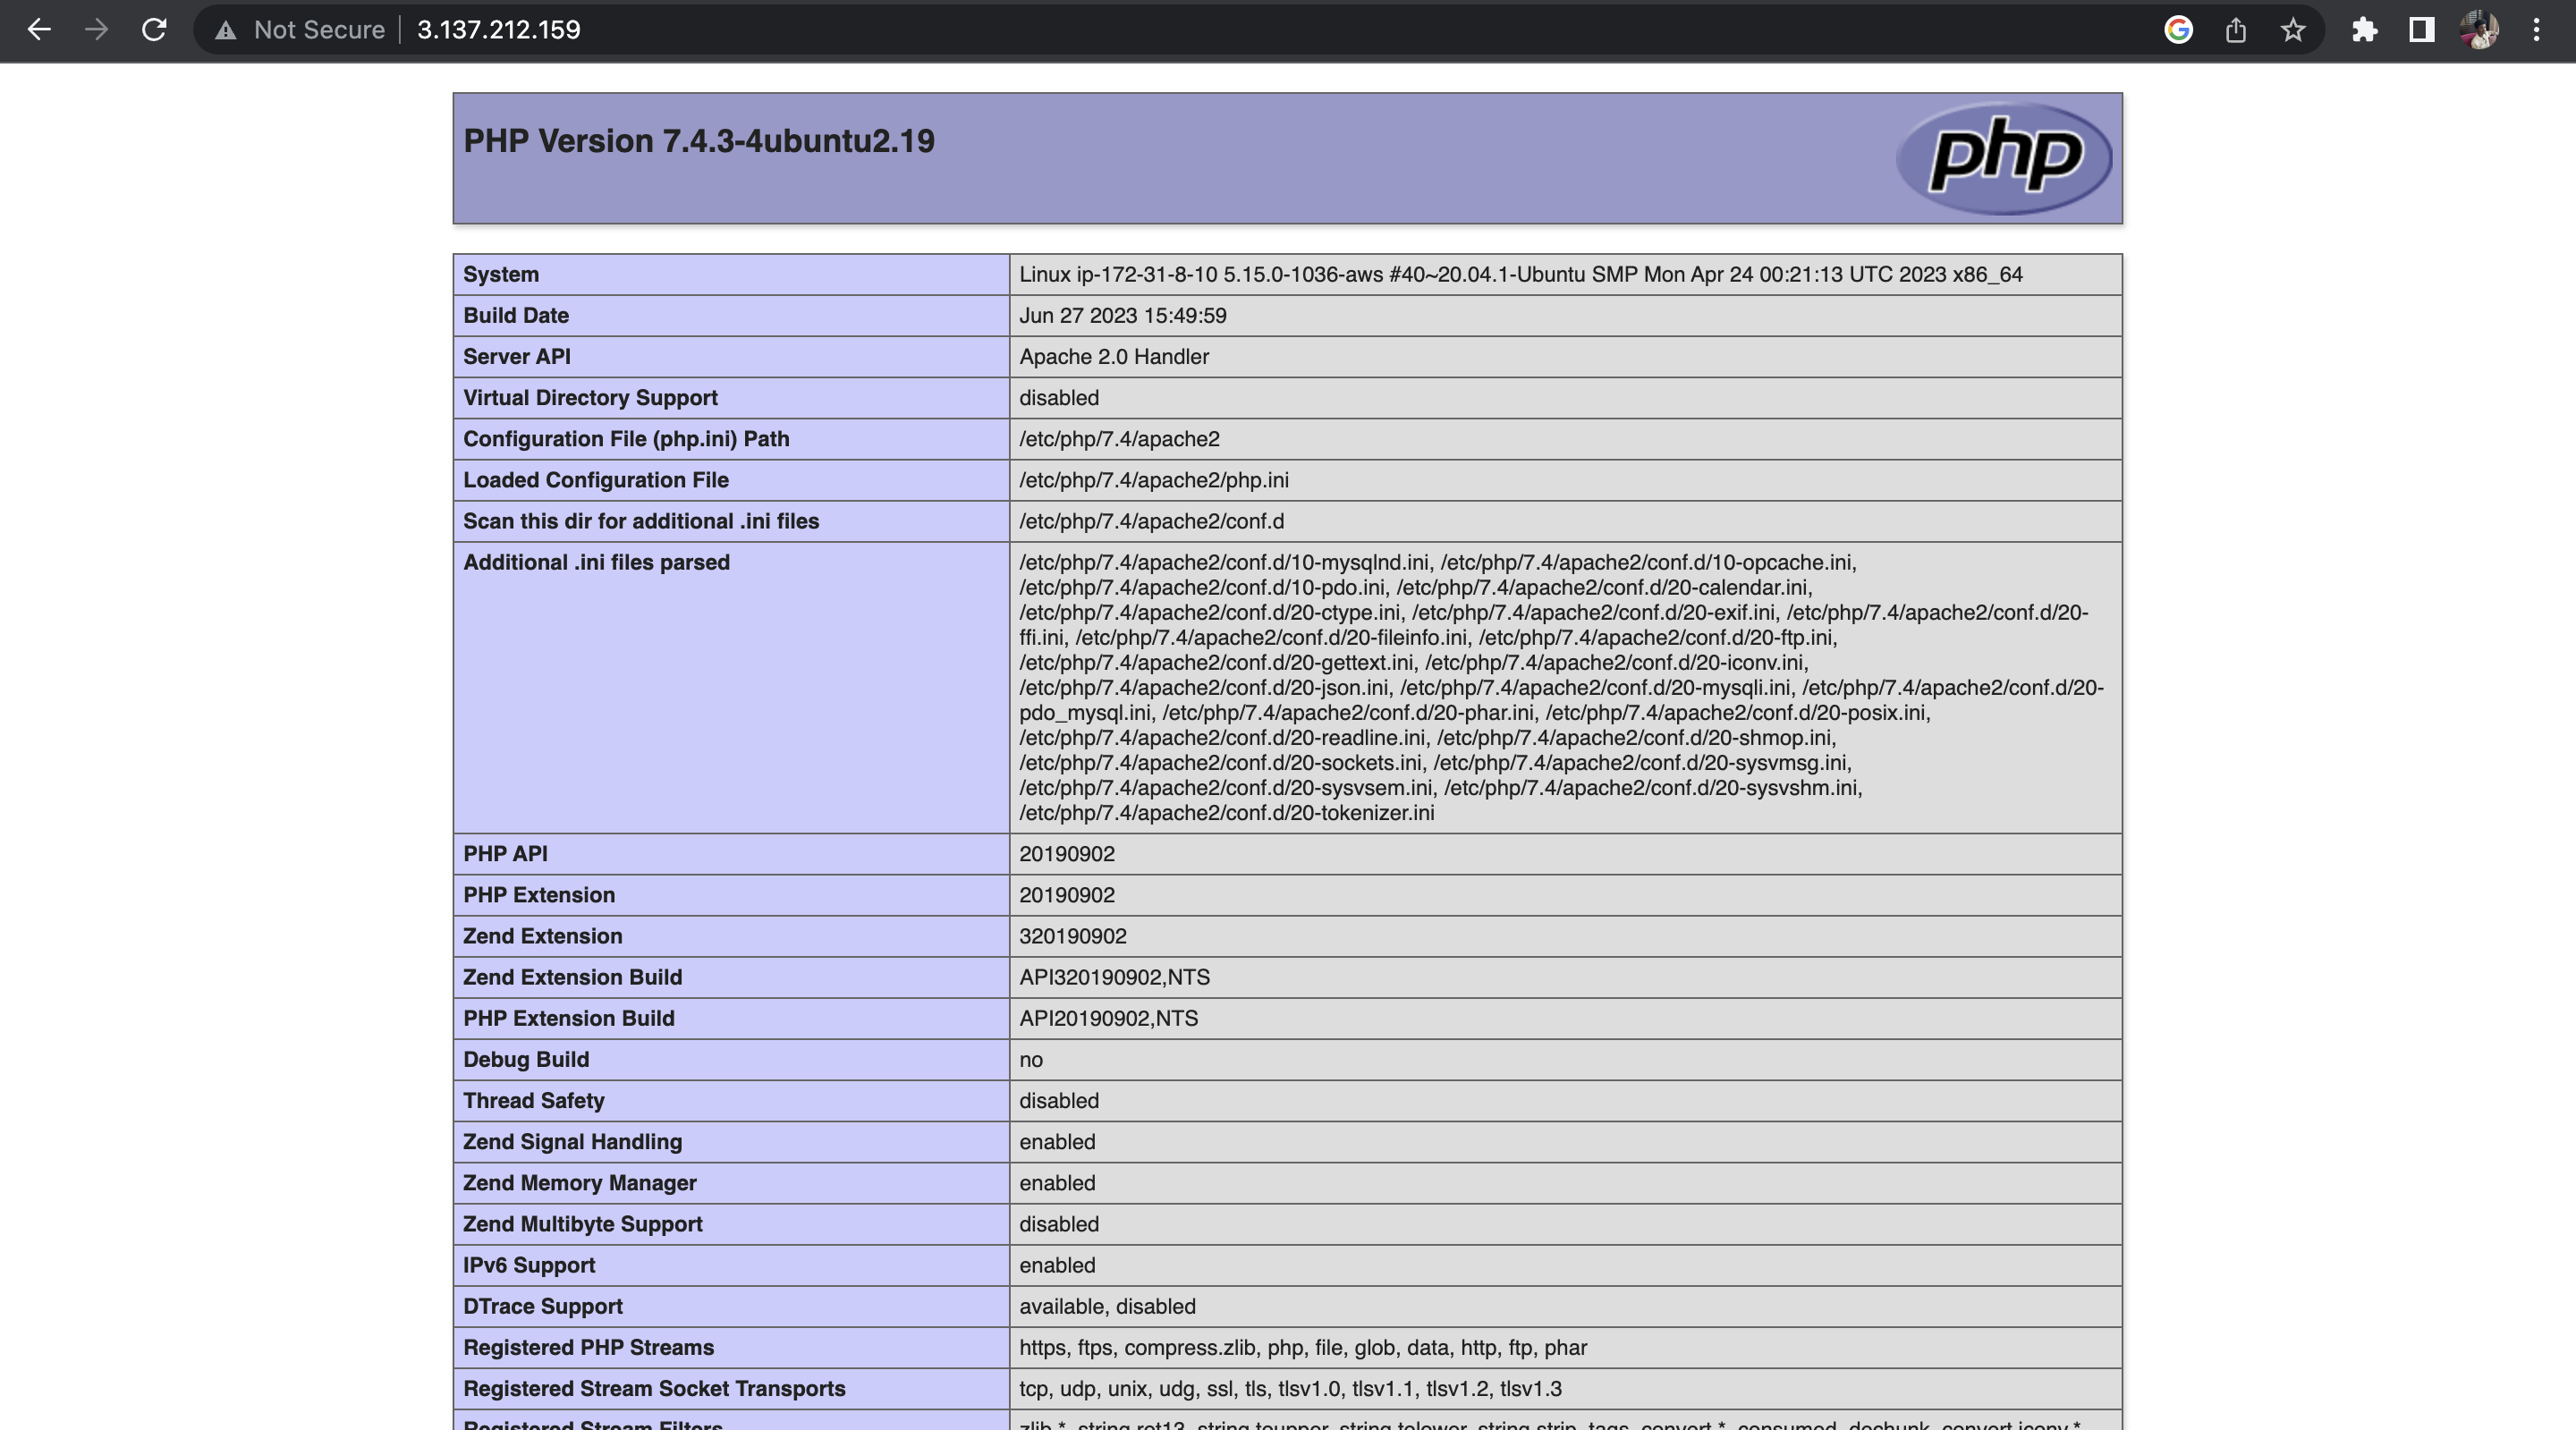 Not Secure | 3.137.212.159
PHP Version 7.4.3-4ubuntu2.19
php
System Linux ip-172-31-8-10 5.15.0-1036-aws #40~20.04.1-Ubuntu SMP Mon Apr 24 00:21:13 UTC 2023 x86_64
Build Date Jun 27 2023 15:49:59
Server API Apache 2.0 Handler
Virtual Directory Support disabled
Configuration File (php.ini) Path /etc/php/7.4/apache2
Loaded Configuration File /etc/php/7.4/apache2/php.ini
Scan this dir for additional .ini files /etc/php/7.4/apache2/conf.d
Additional .ini files parsed /etc/php/7.4/apache2/conf.d/10-mysqlnd.ini, /etc/php/7.4/apache2/conf.d/10-opcache.ini,
/etc/php/7.4/apache2/conf.d/10-pdo.ini, /etc/php/7.4/apache2/conf.d/20-calendar.ini,
/etc/php/7.4/apache2/conf.d/20-ctype.ini, /etc/php/7.4/apache2/conf.d/20-exif.ini, /etc/php/7.4/apache2/conf.d/20-
ffi.ini, /etc/php/7.4/apache2/conf.d/20-fileinfo.ini, /etc/php/7.4/apache2/conf.d/20-ftp.ini,
/etc/php/7.4/apache2/conf.d/20-gettext.ini, /etc/php/7.4/apache2/conf.d/20-iconv.ini,
/etc/php/7.4/apache2/conf.d/20-json.ini, /etc/php/7.4/apache2/conf.d/20-mysqli.ini, /etc/php/7.4/apache2/conf.d/20-
pdo_mysql.ini, /etc/php/7.4/apache2/conf.d/20-phar.ini, /etc/php/7.4/apache2/conf.d/20-posix.ini,
/etc/php/7.4/apache2/conf.d/20-readline.ini, /etc/php/7.4/apache2/conf.d/20-shmop.ini,
/etc/php/7.4/apache2/conf.d/20-sockets.ini, /etc/php/7.4/apache2/conf.d/20-sysvmsg.ini,
/etc/php/7.4/apache2/conf.d/20-sysvsem.ini, /etc/php/7.4/apache2/conf.d/20-sysvshm.ini,
/etc/php/7.4/apache2/conf.d/20-tokenizer.ini
PHP API 20190902
PHP Extension 20190902
Zend Extension 320190902
Zend Extension Build API320190902,NTS
PHP Extension Build API20190902,NTS
Debug Build no
Thread Safety disabled
Zend Signal Handling enabled
Zend Memory Manager enabled
Zend Multibyte Support disabled
IPv6 Support enabled
DTrace Support available, disabled
Registered PHP Streams https, ftps, compress.zlib, php, file, glob, data, http, ftp, phar
Registered Stream Socket Transports tcp, udp, unix, udg, ssl, tls, tlsv1.0, tlsv1.1, tlsv1.2, tlsv1.3
Registered Stream Filters zlib.*, string.rot13, string.toupper, string.tolower, string.strip_tags, convert.*, consumed, dechunk, convert.iconv.*